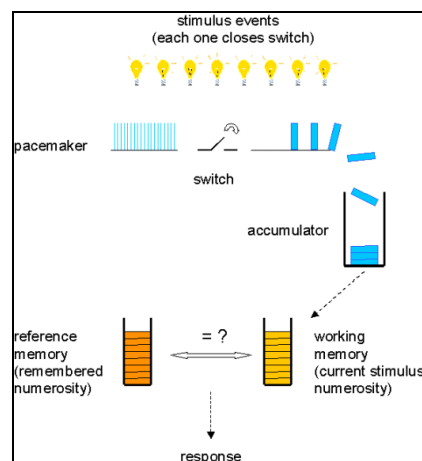 stimulus events
(each one closes switch)
pacemaker
switch
accumulator
reference
memory
(remembered
numerosity)
= ?
working
memory
(current stimulus
numerosity)
response